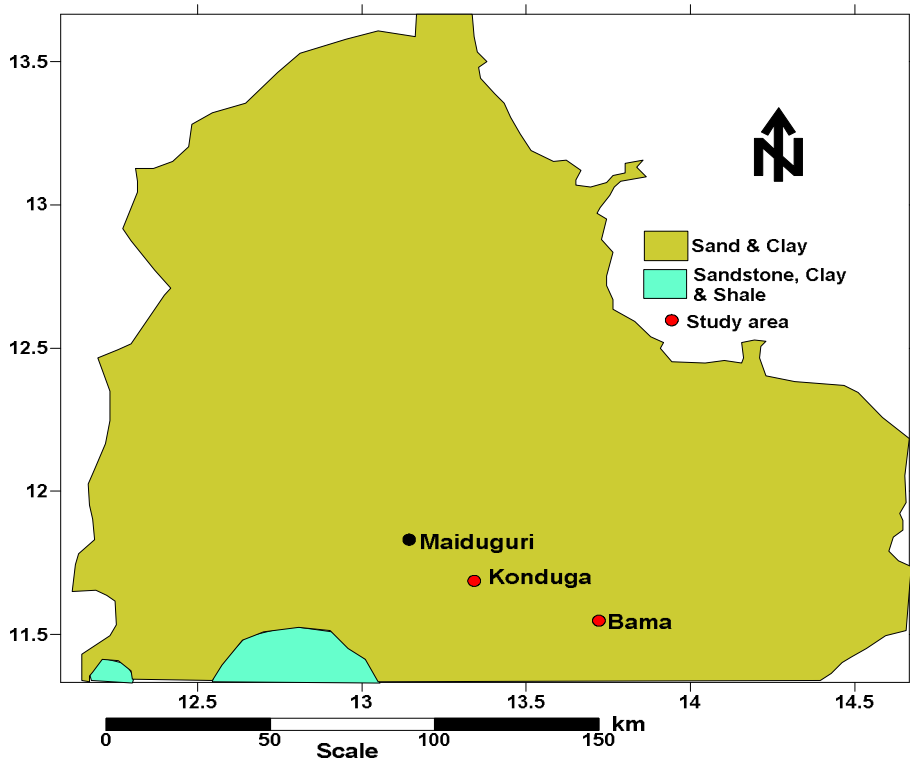 13.5
13
12.5
12
11.5
N
Sand & Clay
Sandstone, Clay
& Shale
Study area
Maiduguri
Konduga
Bama
12.5
13
13.5
14
14.5
km
0
50
100
150
Scale